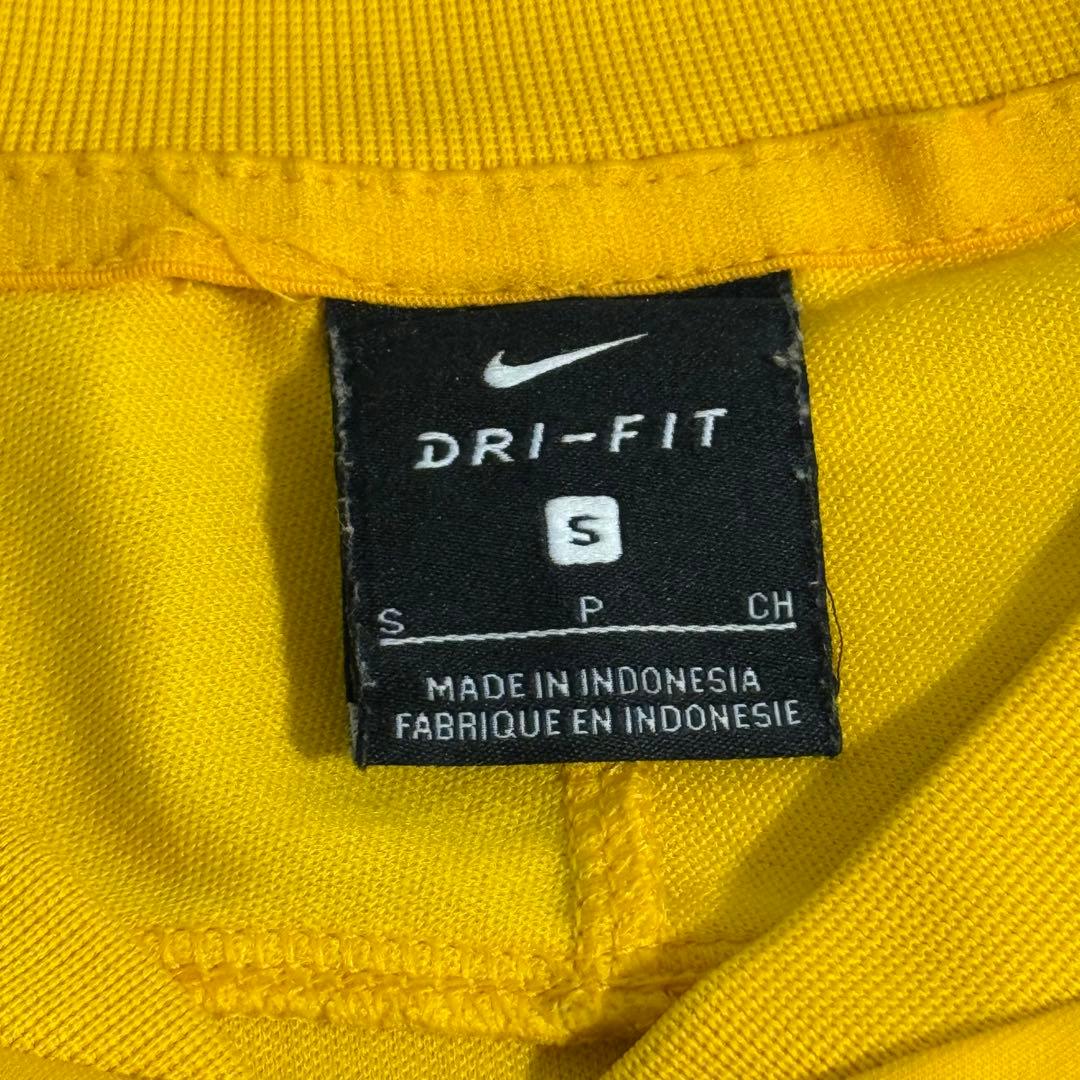 DRI-FIT
S
S P CH
MADE IN INDONESIA
FABRIQUE EN INDONESIE